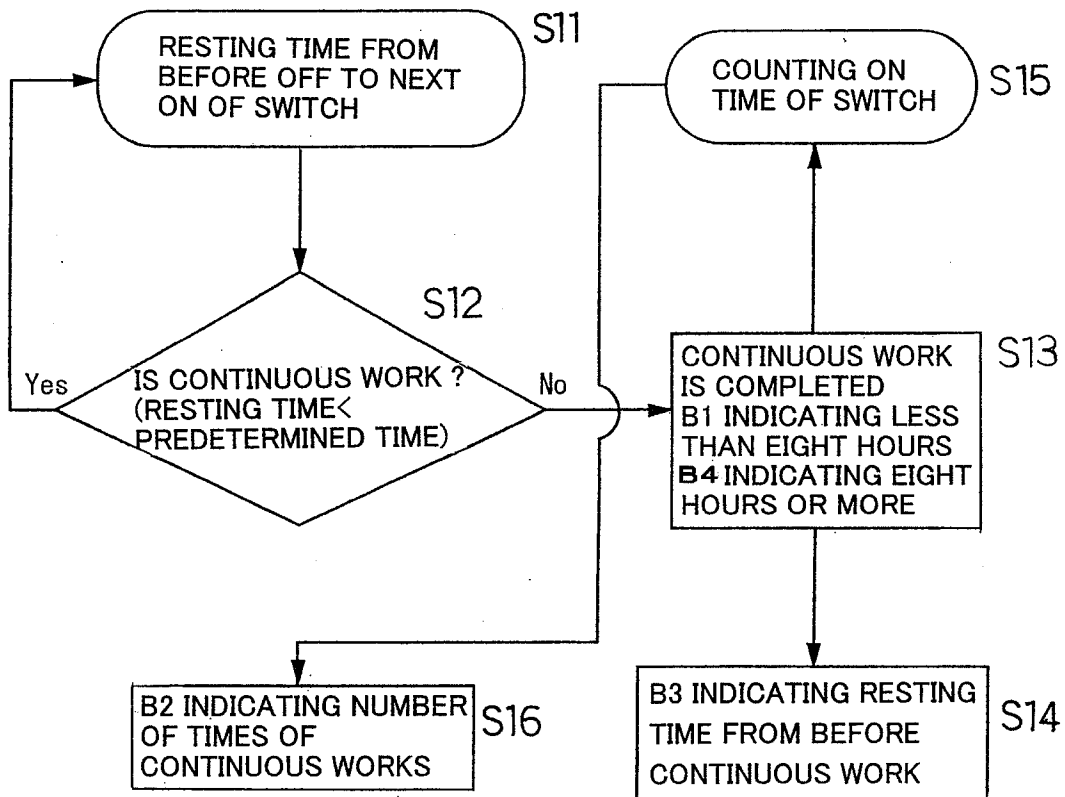 RESTING TIME FROM
BEFORE OFF TO NEXT
ON OF SWITCH
S11
IS CONTINUOUS WORK ?
(RESTING TIME<
PREDETERMINED TIME)
S12
Yes
No
CONTINUOUS WORK
IS COMPLETED
B1 INDICATING LESS
THAN EIGHT HOURS
B4 INDICATING EIGHT
HOURS OR MORE
S13
COUNTING ON
TIME OF SWITCH
S15
B2 INDICATING NUMBER
OF TIMES OF
CONTINUOUS WORKS
S16
B3 INDICATING RESTING
TIME FROM BEFORE
CONTINUOUS WORK
S14